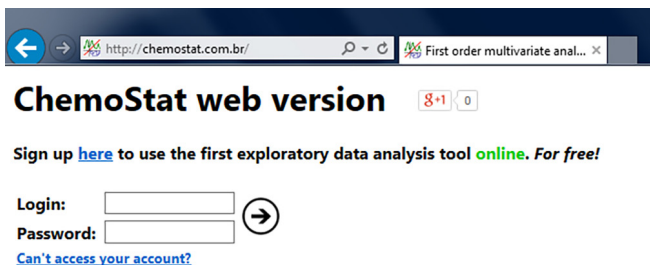 http://chemostat.com.br/
First order multivariate anal...
ChemoStat web version
g+1 0
Sign up here to use the first exploratory data analysis tool online. For free!
Login:
Password:
Can't access your account?